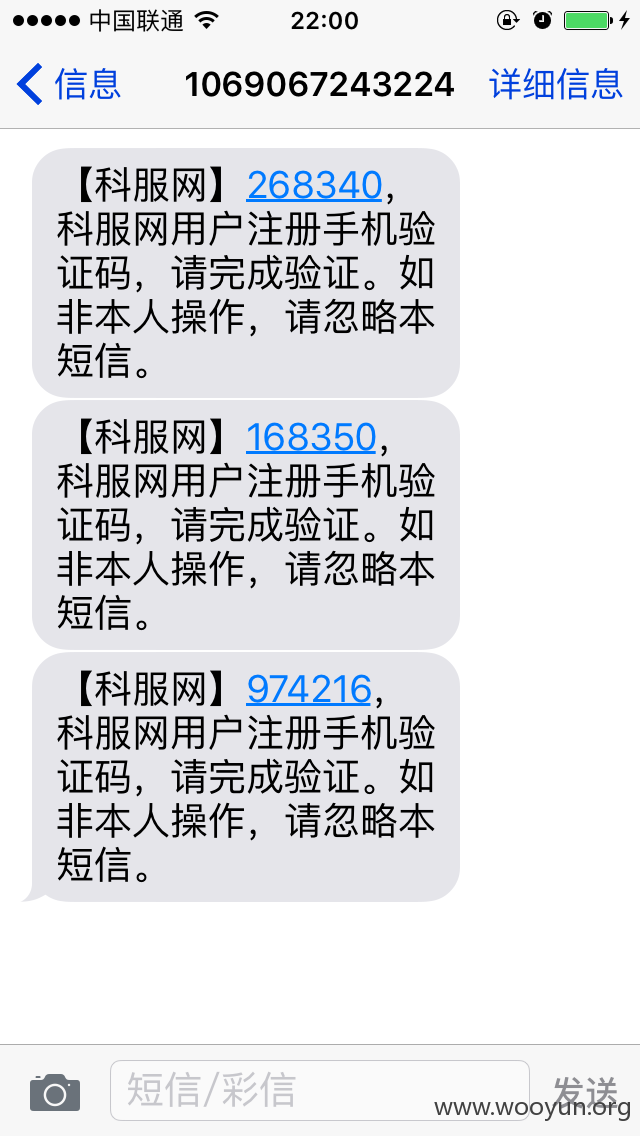 中国联通 22:00
信息 1069067243224 详细信息
【科服网】268340，
科服网用户注册手机验
证码，请完成验证。如
非本人操作，请忽略本
短信。
【科服网】168350，
科服网用户注册手机验
证码，请完成验证。如
非本人操作，请忽略本
短信。
【科服网】974216，
科服网用户注册手机验
证码，请完成验证。如
非本人操作，请忽略本
短信。
短信/彩信 发送
www.wooyun.org